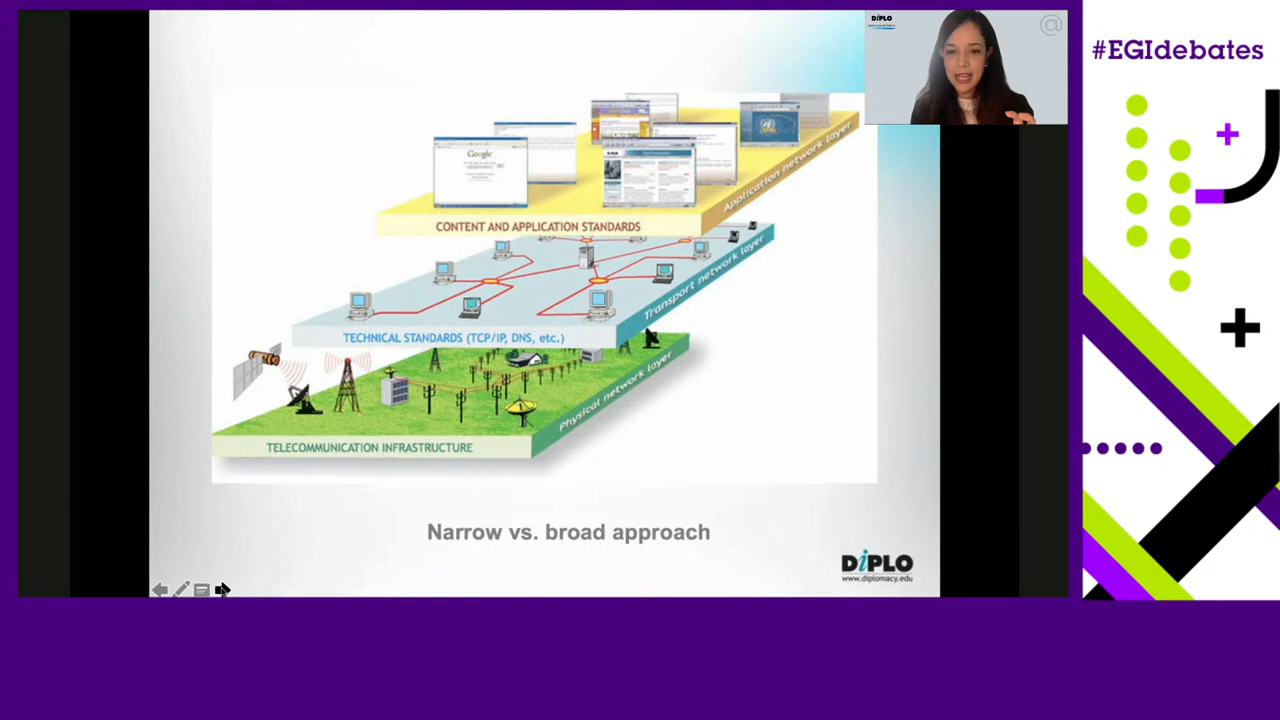 DiPLO
@
#EGIdebates
Google
Application network layer
CONTENT AND APPLICATION STANDARDS
Transport network layer
TECHNICAL STANDARDS (TCP/IP, DNS, etc.)
Physical network layer
TELECOMMUNICATION INFRASTRUCTURE
Narrow vs. broad approach
DiPLO
www.diplomacy.edu